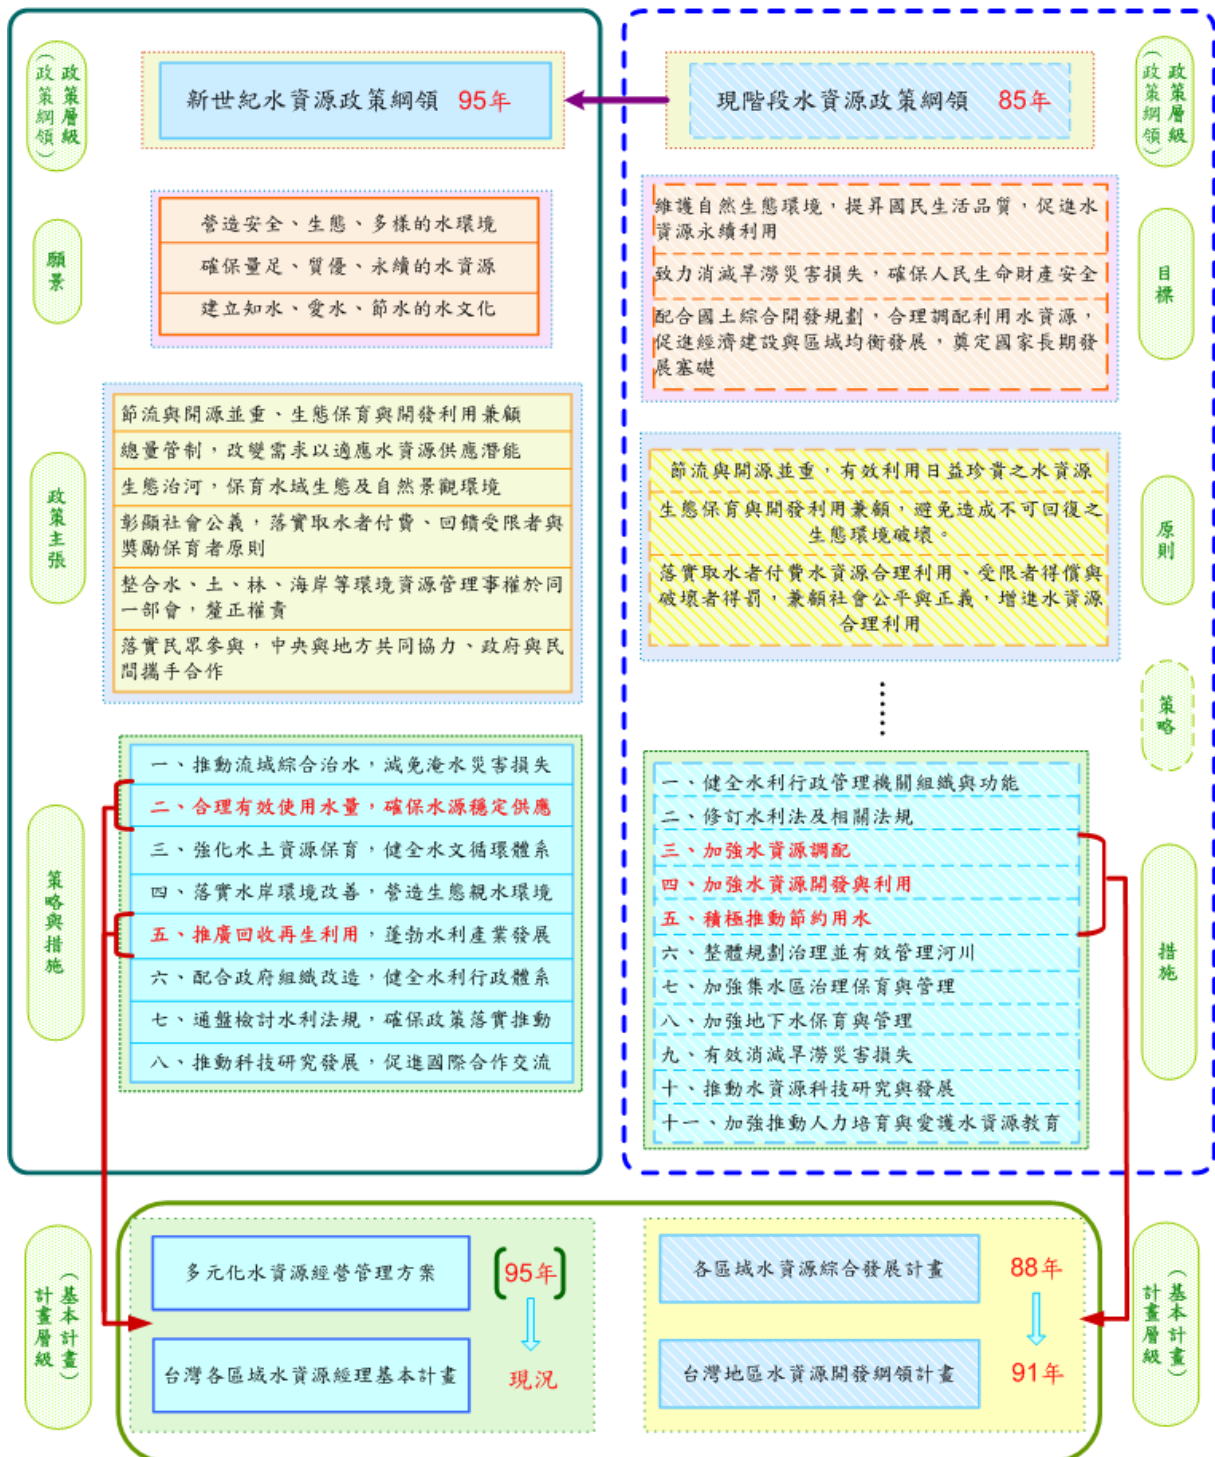 政策層級
(政策綱領)
新世紀水資源政策綱領 95年
願景
營造安全、生態、多樣的水環境
確保量足、質優、永續的水資源
建立知水、愛水、節水的水文化
政策主張
節流與開源並重、生態保育與開發利用兼顧
總量管制，改變需求以適應水資源供應潛能
生態治河，保育水域生態及自然景觀環境
彰顯社會公義，落實取水者付費、回饋受限者與
獎勵保育者原則
整合水、土、林、海岸等環境資源管理事權於同
一部會，釐正權責
落實民眾參與，中央與地方共同協力、政府與民
間攜手合作
策略與措施
一、推動流域綜合治水，減免淹水災害損失
二、合理有效使用水量，確保水源穩定供應
三、強化水土資源保育，健全水文循環體系
四、落實水岸環境改善，營造生態親水環境
五、推廣回收再生利用，蓬勃水利產業發展
六、配合政府組織改造，健全水利行政體系
七、通盤檢討水利法規，確保政策落實推動
八、推動科技研究發展，促進國際合作交流
現階段水資源政策綱領 85年
政策層級
(政策綱領)
維護自然生態環境，提昇國民生活品質，促進水
資源永續利用
致力消減旱澇災害損失，確保人民生命財產安全
配合國土綜合開發規劃，合理調配利用水資源，
促進經濟建設與區域均衡發展，奠定國家長期發
展塞礎
目標
節流與開源並重，有效利用日益珍貴之水資源
生態保育與開發利用兼顧，避免造成不可回復之
生態環境破壞。
落實取水者付費水資源合理利用、受限者得償與
破壞者得罰，兼顧社會公平與正義，增進水資源
合理利用
原則
······
策略
一、健全水利行政管理機關組織與功能
二、修訂水利法及相關法規
三、加強水資源調配
四、加強水資源開發與利用
五、積極推動節約用水
六、整體規劃治理並有效管理河川
七、加強集水區治理保育與管理
八、加強地下水保育與管理
九、有效消減旱澇災害損失
十、推動水資源科技研究與發展
十一、加強推動人力培育與愛護水資源教育
措施
計畫層級
(基本計畫)
多元化水資源經營管理方案
95年
台灣各區域水資源經理基本計畫
現況
各區域水資源綜合發展計畫
88年
台灣地區水資源開發綱領計畫
91年
計畫層級
(基本計畫)